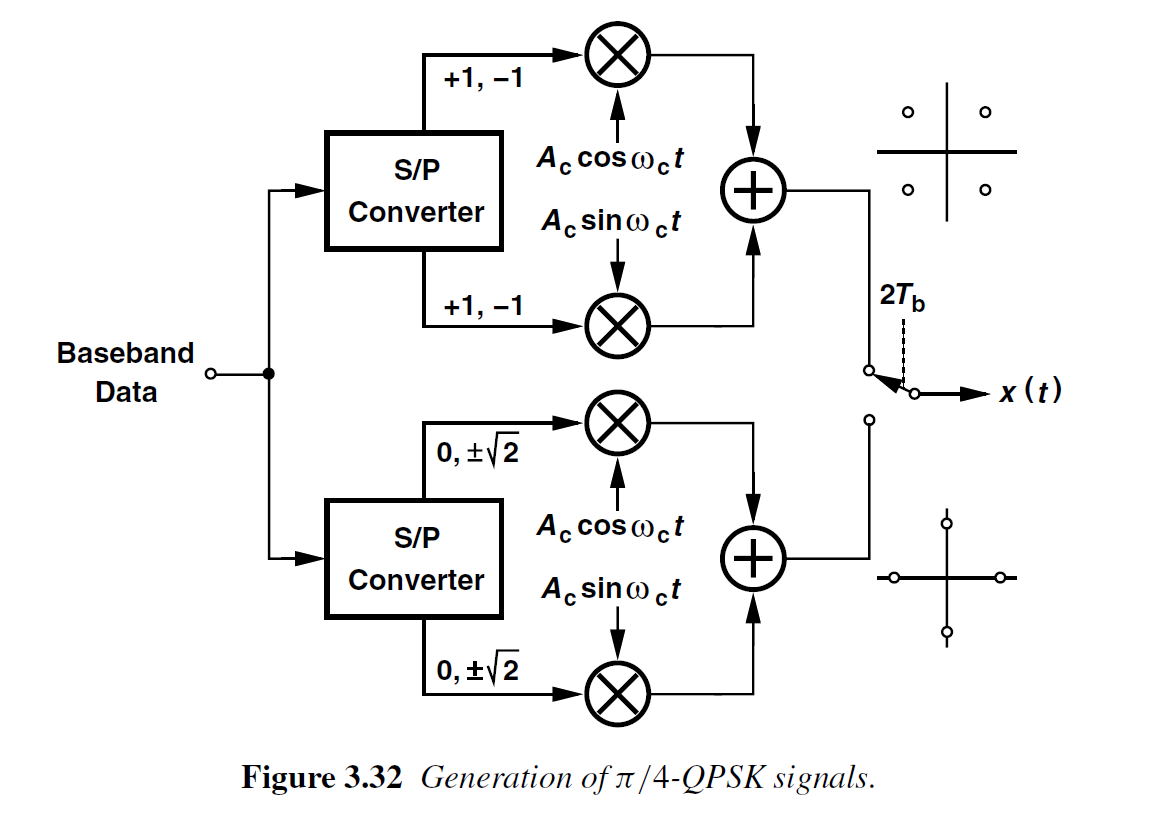 +1, −1
S/P
Converter
A_c cos ω_c t
A_c sin ω_c t
+1, −1
2T_b
Baseband
Data
x (t)
0, ±√2
S/P
Converter
A_c cos ω_c t
A_c sin ω_c t
0, ±√2
Figure 3.32 Generation of π/4-QPSK signals.